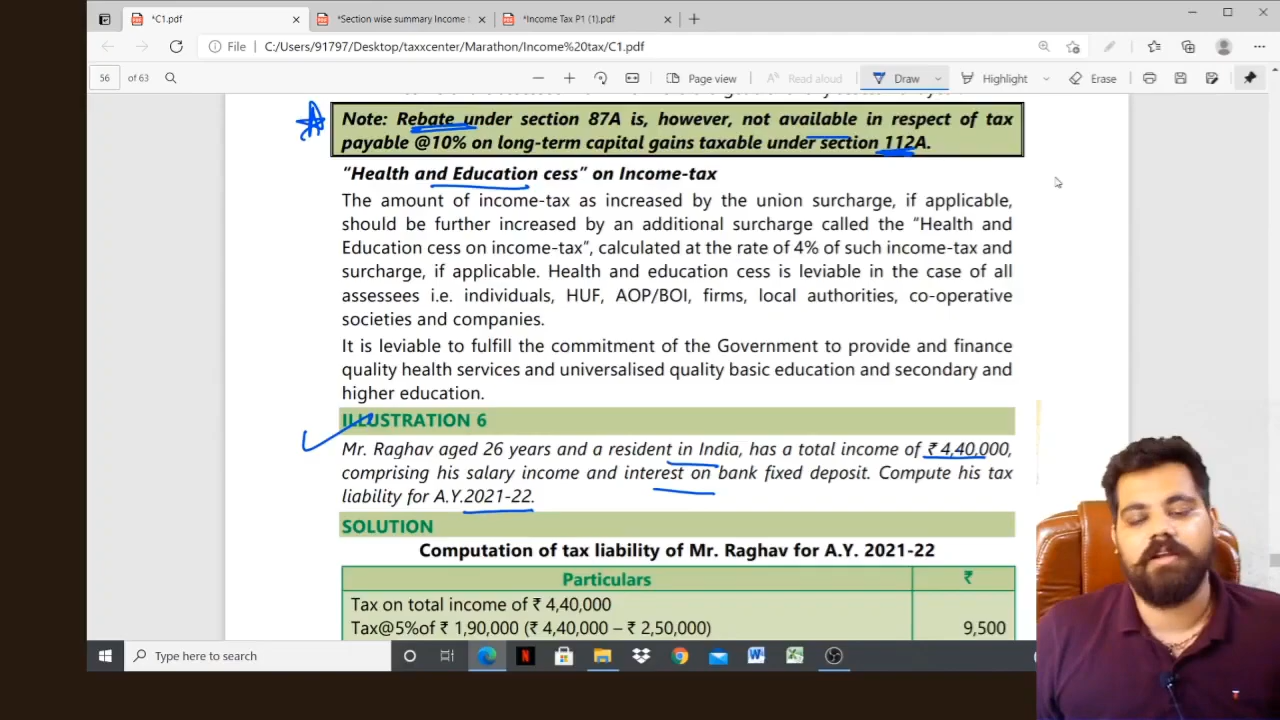 *C1.pdf
*Section wise summary Income
*Income Tax P1 (1).pdf
File
C:/Users/91797/Desktop/taxxcenter/Marathon/Income%20tax/C1.pdf
56 of 63
Page view
Read aloud
Draw
Highlight
Erase
Note: Rebate under section 87A is, however, not available in respect of tax
payable @10% on long-term capital gains taxable under section 112A.
“Health and Education cess” on Income-tax
The amount of income-tax as increased by the union surcharge, if applicable,
should be further increased by an additional surcharge called the “Health and
Education cess on income-tax”, calculated at the rate of 4% of such income-tax and
surcharge, if applicable. Health and education cess is leviable in the case of all
assessees i.e. individuals, HUF, AOP/BOI, firms, local authorities, co-operative
societies and companies.
It is leviable to fulfill the commitment of the Government to provide and finance
quality health services and universalised quality basic education and secondary and
higher education.
ILLUSTRATION 6
Mr. Raghav aged 26 years and a resident in India, has a total income of ₹ 4,40,000,
comprising his salary income and interest on bank fixed deposit. Compute his tax
liability for A.Y.2021-22.
SOLUTION
Computation of tax liability of Mr. Raghav for A.Y. 2021-22
Particulars ₹
Tax on total income of ₹ 4,40,000
Tax@5%of ₹ 1,90,000 (₹ 4,40,000 – ₹ 2,50,000) 9,500
Type here to search